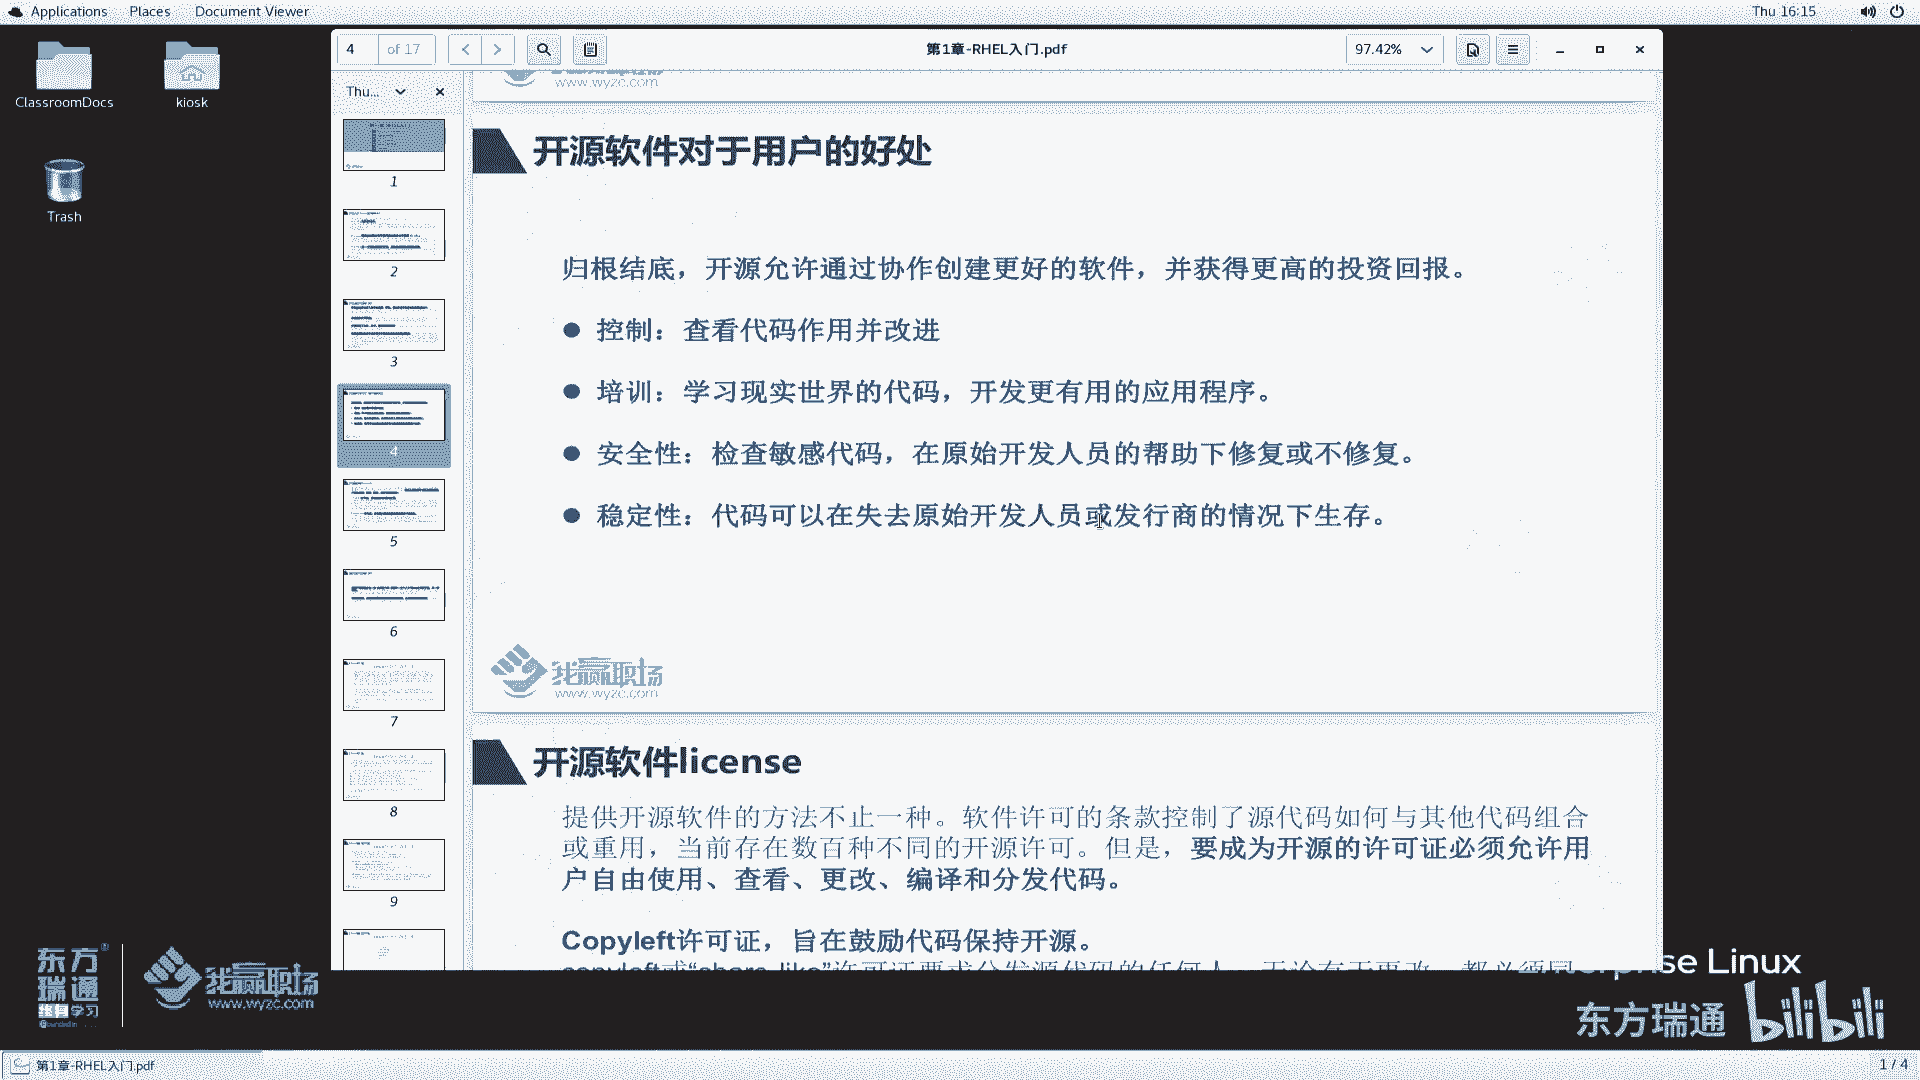 Applications Places Document Viewer Thu 16:15
ClassroomDocs
kiosk
Trash
4 of 17 第1章-RHEL入门.pdf 97.42%
Thu...
1
2
3
4
5
6
7
8
9
www.wyzc.com
开源软件对于用户的好处
归根结底，开源允许通过协作创建更好的软件，并获得更高的投资回报。
● 控制：查看代码作用并改进
● 培训：学习现实世界的代码，开发更有用的应用程序。
● 安全性：检查敏感代码，在原始开发人员的帮助下修复或不修复。
● 稳定性：代码可以在失去原始开发人员或发行商的情况下生存。
我赢职场
www.wyzc.com
开源软件license
提供开源软件的方法不止一种。软件许可的条款控制了源代码如何与其他代码组合
或重用，当前存在数百种不同的开源许可。但是，要成为开源的许可证必须允许用
户自由使用、查看、更改、编译和分发代码。
Copyleft许可证，旨在鼓励代码保持开源。
东方
瑞通
终身学习
我赢职场
www.wyzc.com
se Linux
东方瑞通 bilibili
第1章-RHEL入门.pdf
1 / 4